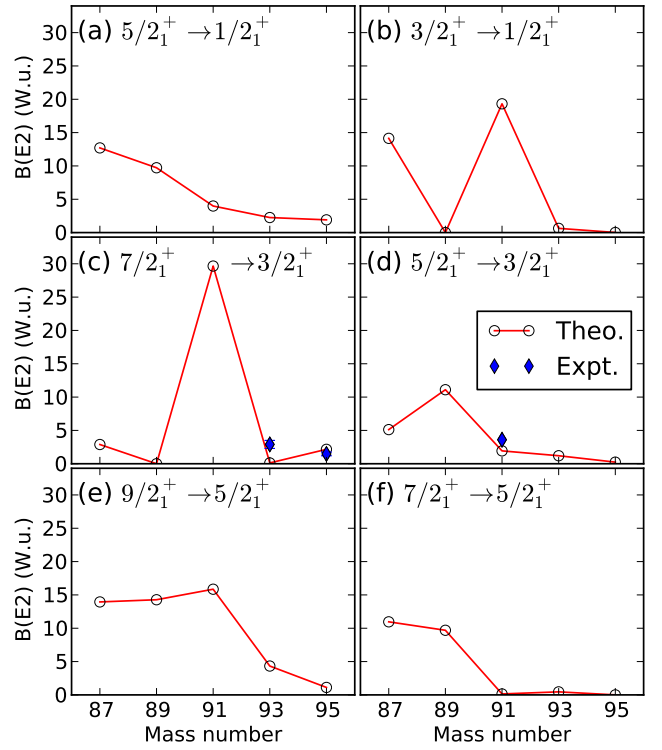 (a) 5/2₁⁺ →1/2₁⁺
(b) 3/2₁⁺ →1/2₁⁺
B(E2) (W.u.)
30
25
20
15
10
5
0
(c) 7/2₁⁺ →3/2₁⁺
(d) 5/2₁⁺ →3/2₁⁺
B(E2) (W.u.)
30
25
20
15
10
5
0
Theo.
Expt.
(e) 9/2₁⁺ →5/2₁⁺
(f) 7/2₁⁺ →5/2₁⁺
B(E2) (W.u.)
30
25
20
15
10
5
0
87 89 91 93 95
87 89 91 93 95
Mass number
Mass number